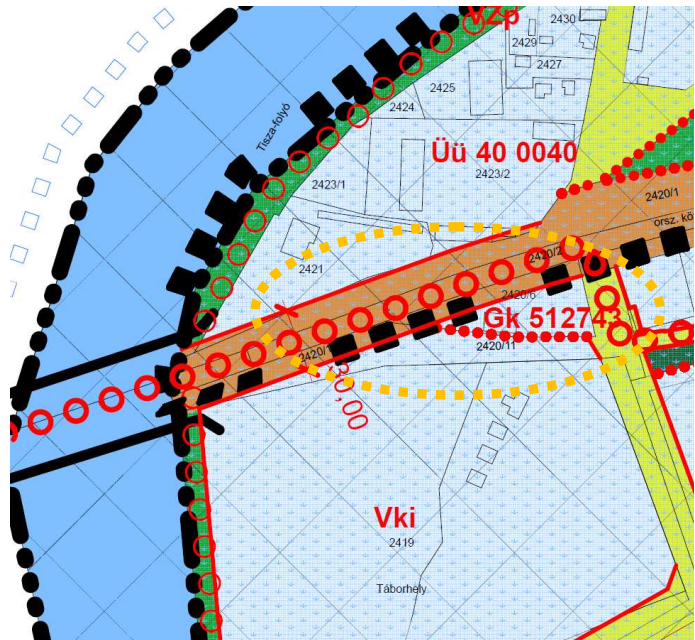 VZp
2430
2429
2427
2425
2424
Tisza-folyó
Üü 40 0040
2423/2
2423/1
2420/1
orsz. kö
2420/2
2421
2420/6
Gk 512743
2420/11
2420/1
30,00
Vki
2419
Táborhely